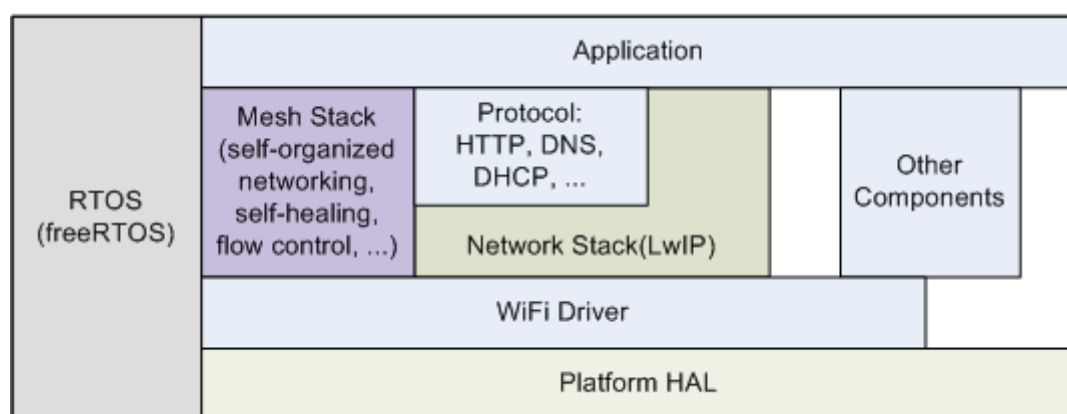 Application
RTOS
(freeRTOS)
Mesh Stack
(self-organized
networking,
self-healing,
flow control, ...)
Protocol:
HTTP, DNS,
DHCP, ...
Network Stack(LwIP)
Other
Components
WiFi Driver
Platform HAL